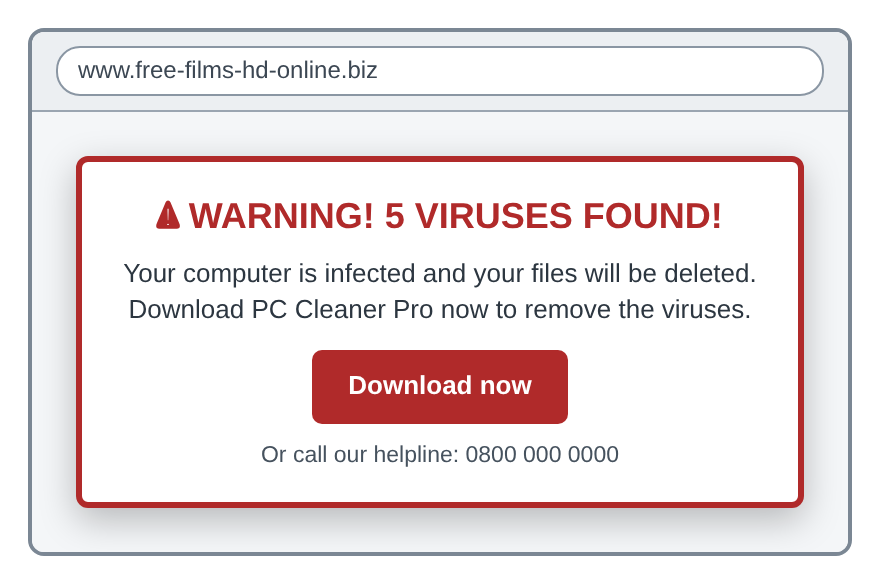 www.free-films-hd-online.biz
⚠ WARNING! 5 VIRUSES FOUND!
Your computer is infected and your files will be deleted.
Download PC Cleaner Pro now to remove the viruses.
Download now
Or call our helpline: 0800 000 0000